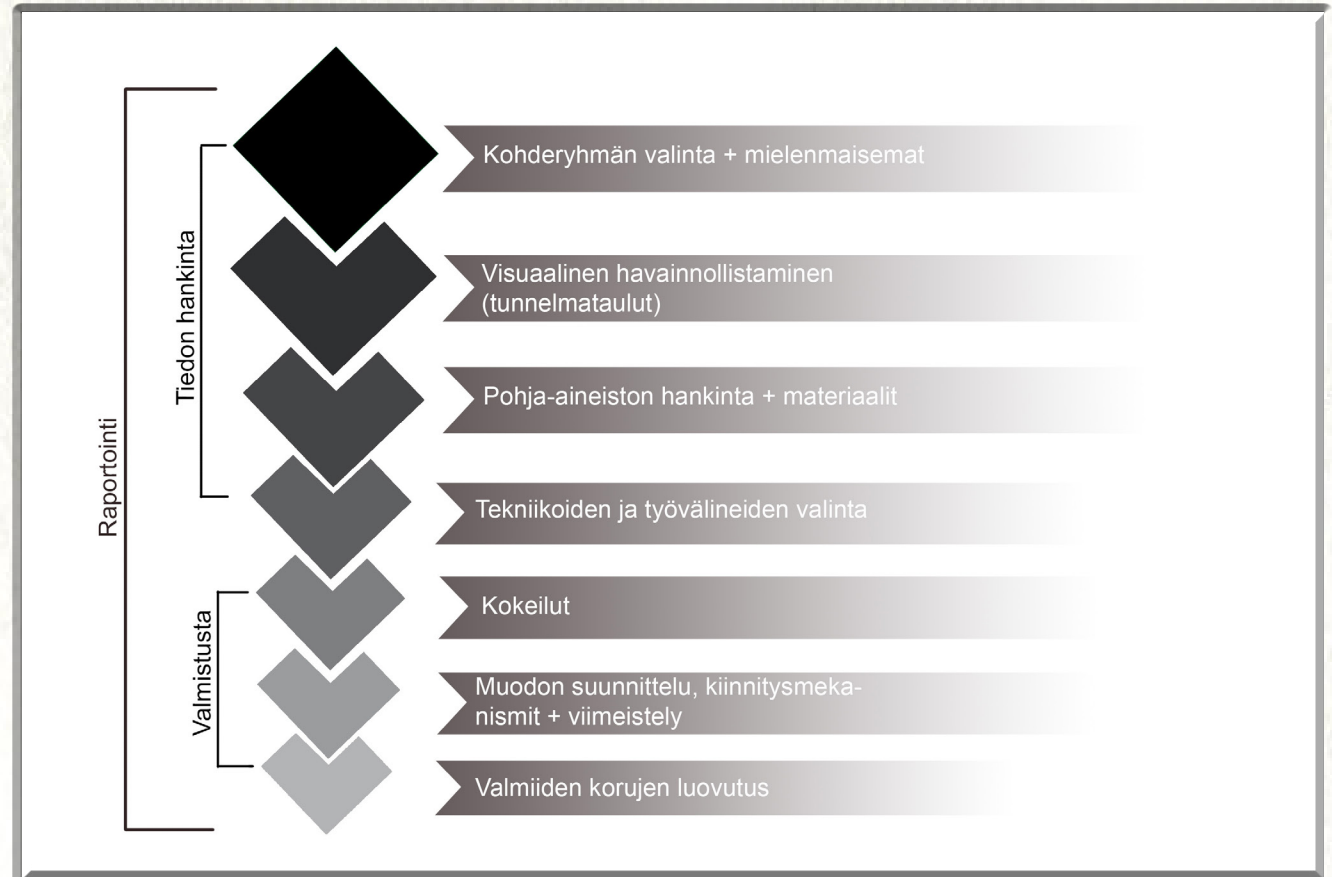 Raportointi
Tiedon hankinta
Valmistusta
Kohderyhmän valinta + mielenmaisemat
Visuaalinen havainnollistaminen
(tunnelmataulut)
Pohja-aineiston hankinta + materiaalit
Tekniikoiden ja työvälineiden valinta
Kokeilut
Muodon suunnittelu, kiinnitysmeka-
nismit + viimeistely
Valmiiden korujen luovutus